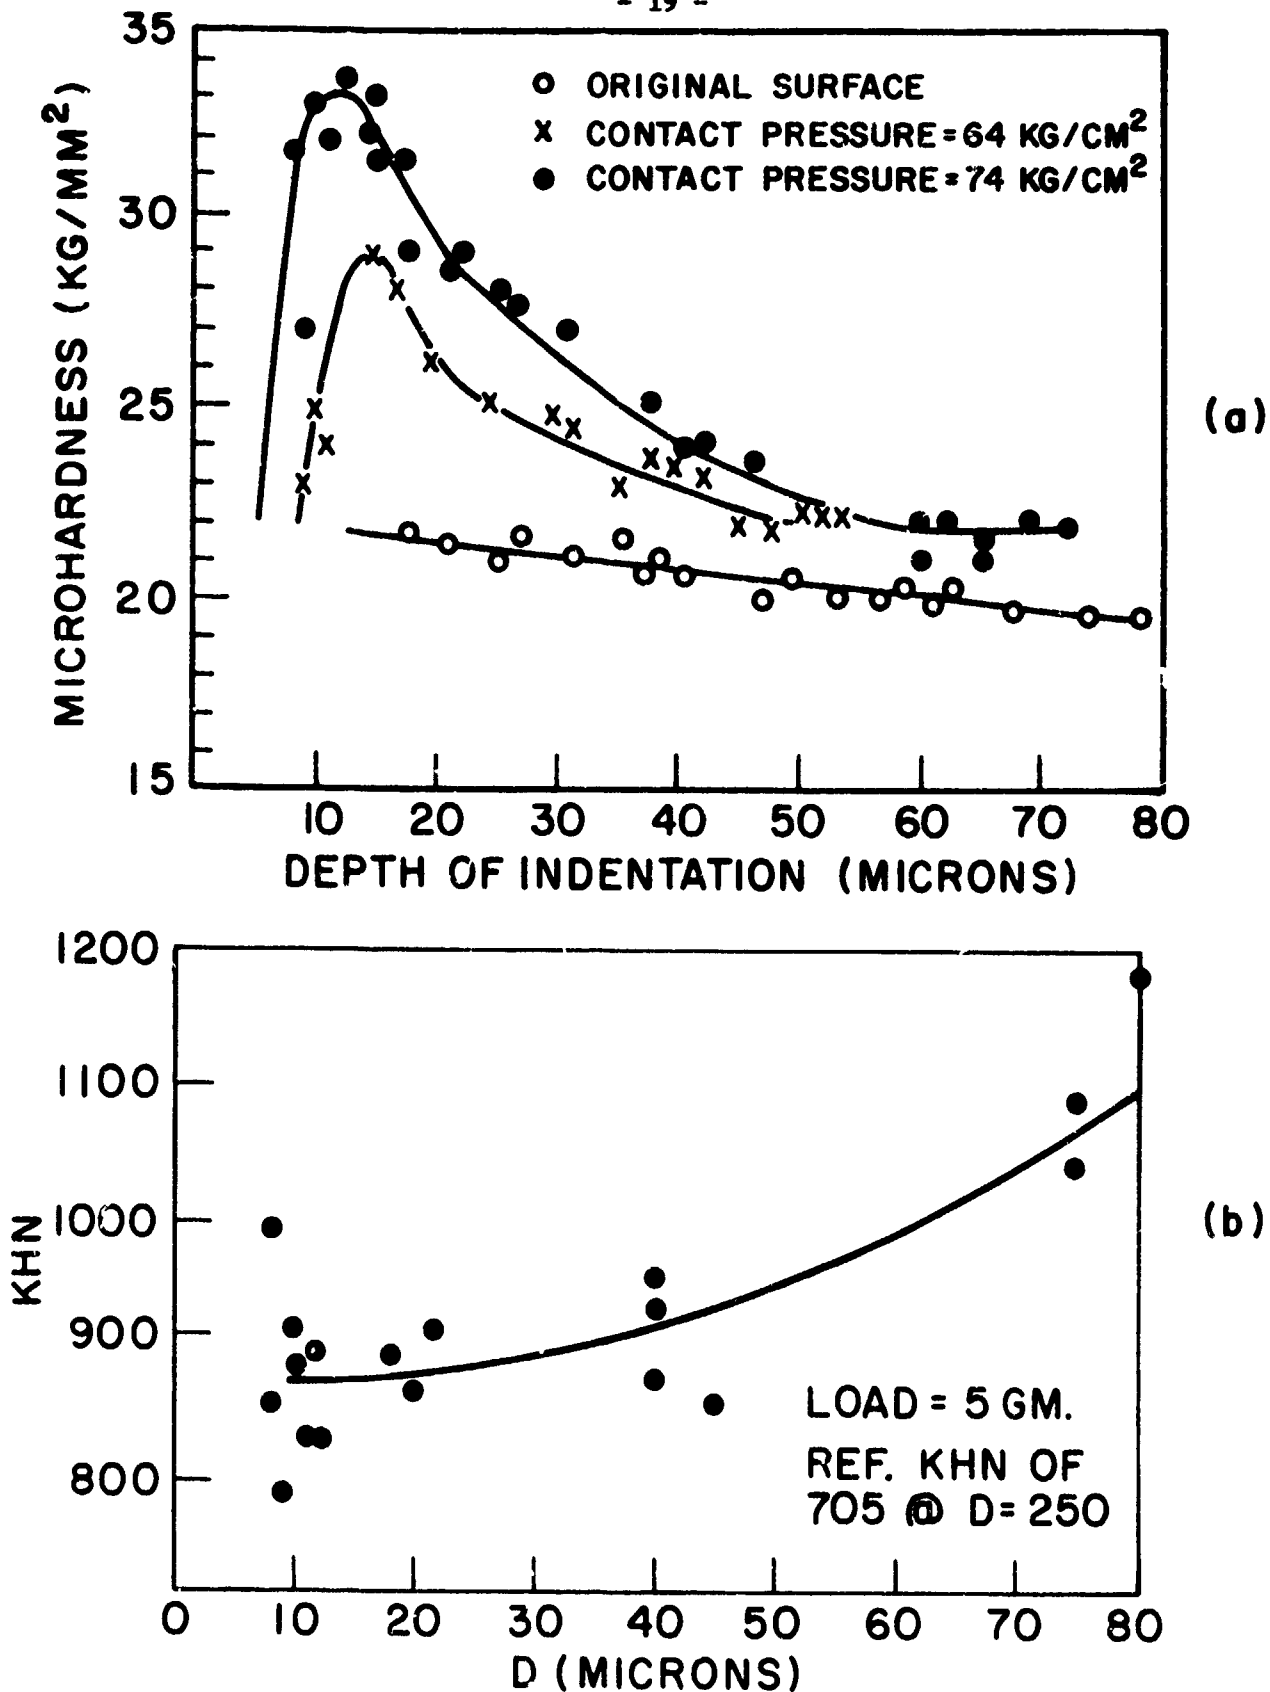 - 19 -
35
O ORIGINAL SURFACE
X CONTACT PRESSURE=64 KG/CM²
● CONTACT PRESSURE=74 KG/CM²
30
25
20
15
MICROHARDNESS (KG/MM²)
(a)
10 20 30 40 50 60 70 80
DEPTH OF INDENTATION (MICRONS)
1200
1100
1000
900
800
KHN
(b)
LOAD = 5 GM.
REF. KHN OF
705 @ D=250
0 10 20 30 40 50 60 70 80
D (MICRONS)